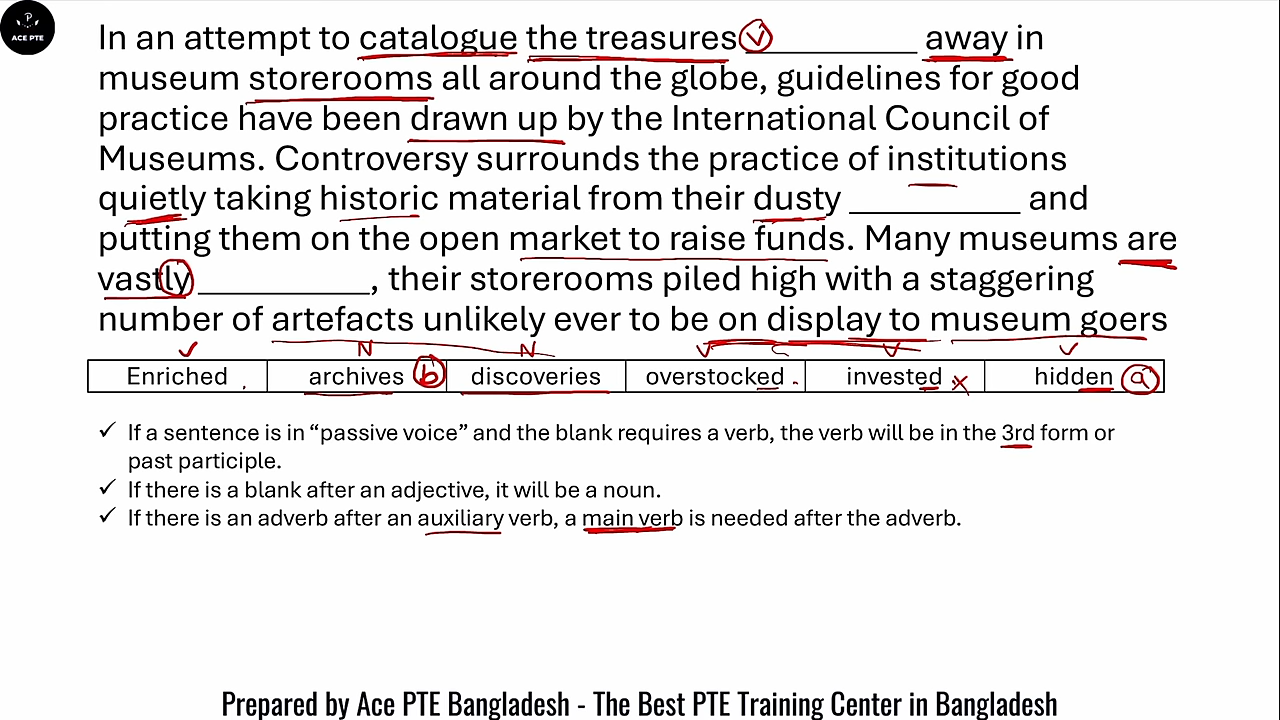 ACE PTE
In an attempt to catalogue the treasures V __________ away in
museum storerooms all around the globe, guidelines for good
practice have been drawn up by the International Council of
Museums. Controversy surrounds the practice of institutions
quietly taking historic material from their dusty __________ and
putting them on the open market to raise funds. Many museums are
vastly __________, their storerooms piled high with a staggering
number of artefacts unlikely ever to be on display to museum goers
N N V V
Enriched archives b discoveries overstocked invested x hidden a
✓ If a sentence is in “passive voice” and the blank requires a verb, the verb will be in the 3rd form or
past participle.
✓ If there is a blank after an adjective, it will be a noun.
✓ If there is an adverb after an auxiliary verb, a main verb is needed after the adverb.
Prepared by Ace PTE Bangladesh - The Best PTE Training Center in Bangladesh